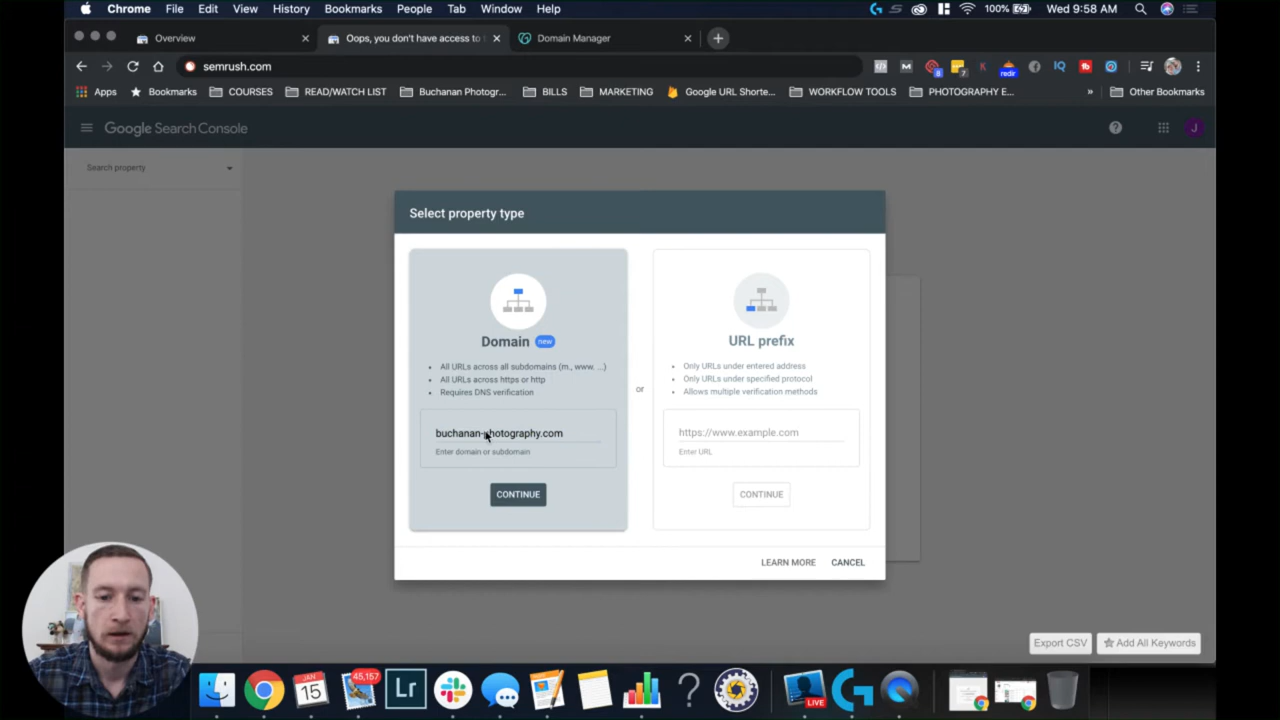 Chrome File Edit View History Bookmarks People Tab Window Help 100% Wed 9:58 AM
Overview Oops, you don't have access to t Domain Manager
semrush.com
Apps Bookmarks COURSES READ/WATCH LIST Buchanan Photogr... BILLS MARKETING Google URL Shorte... WORKFLOW TOOLS PHOTOGRAPHY E... » Other Bookmarks
Google Search Console J
Search property
Select property type
Domain new
All URLs across all subdomains (m., www. ...)
All URLs across https or http
Requires DNS verification
buchanan-photography.com
Enter domain or subdomain
CONTINUE
or
URL prefix
Only URLs under entered address
Only URLs under specified protocol
Allows multiple verification methods
https://www.example.com
Enter URL
CONTINUE
LEARN MORE CANCEL
Export CSV Add All Keywords
JAN
15
45,157
Lr
LIVE